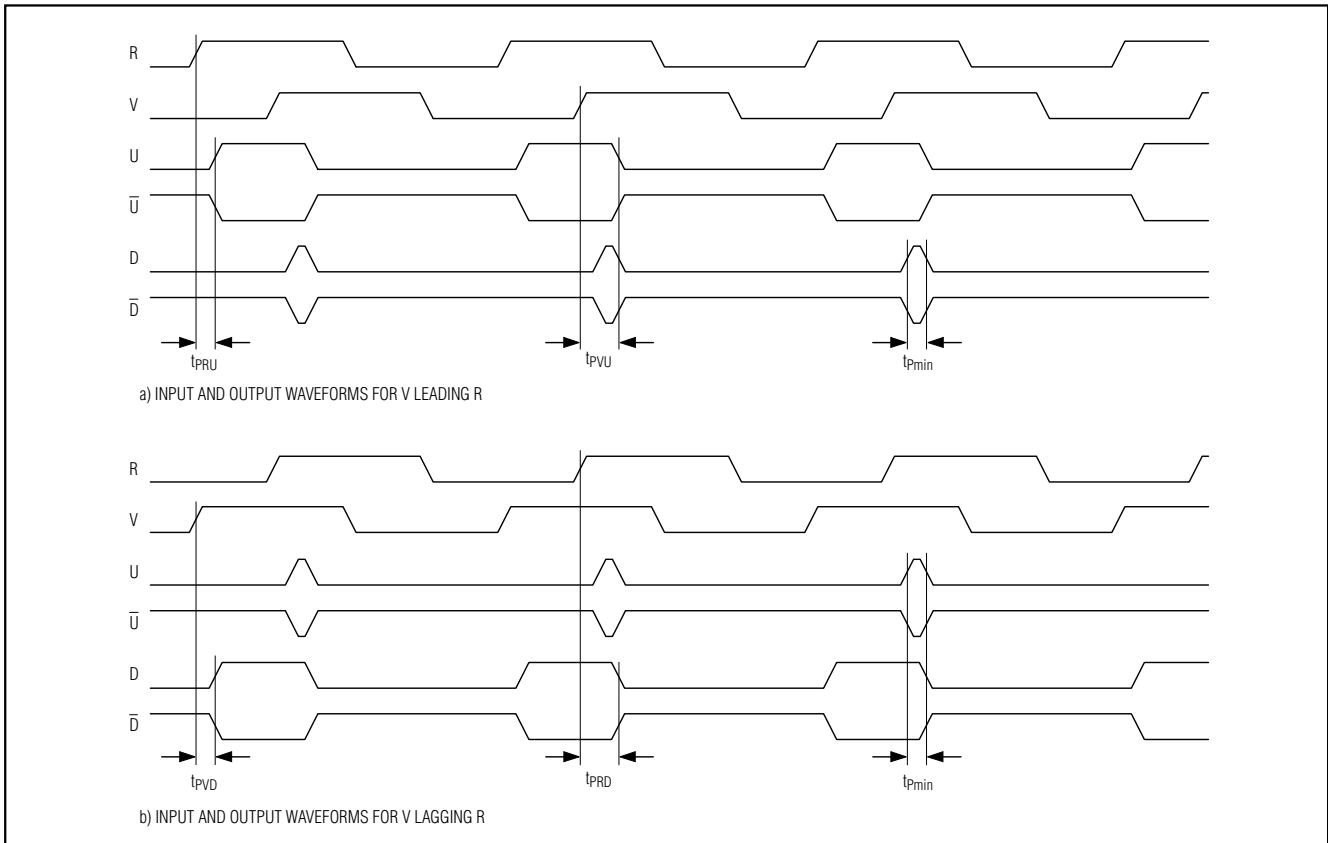 R
V
U
U̅
D
D̅
tPRU tPVU tPmin
a) INPUT AND OUTPUT WAVEFORMS FOR V LEADING R
R
V
U
U̅
D
D̅
tPVD tPRD tPmin
b) INPUT AND OUTPUT WAVEFORMS FOR V LAGGING R